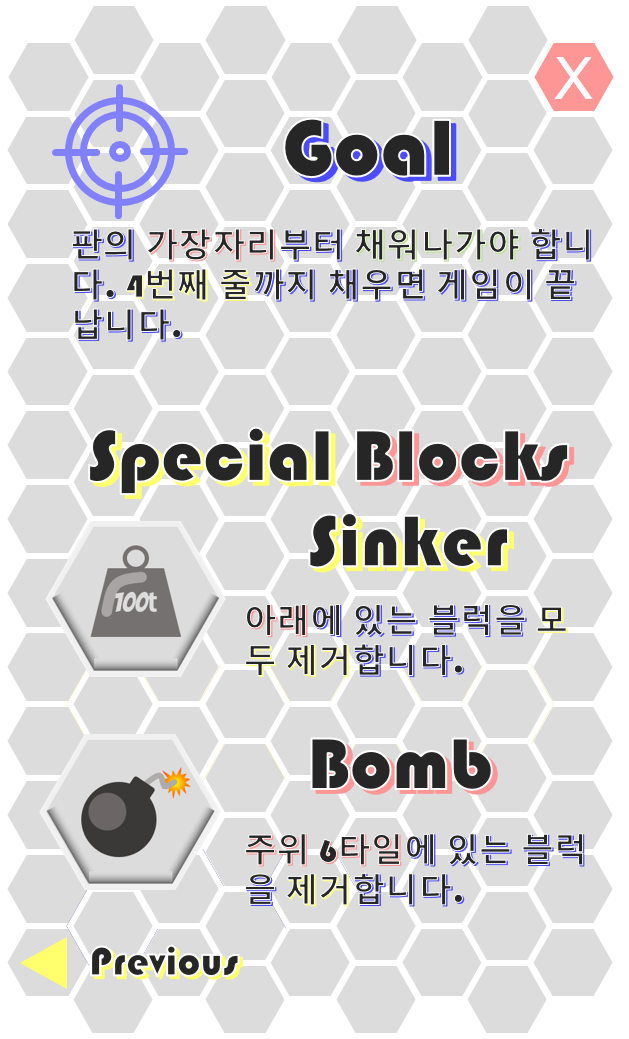 X
Goal
판의 가장자리부터 채워나가야 합니
다. 4번째 줄까지 채우면 게임이 끝
납니다.
Special Blocks
Sinker
100t
아래에 있는 블럭을 모
두 제거합니다.
Bomb
주위 6타일에 있는 블럭
을 제거합니다.
Previous